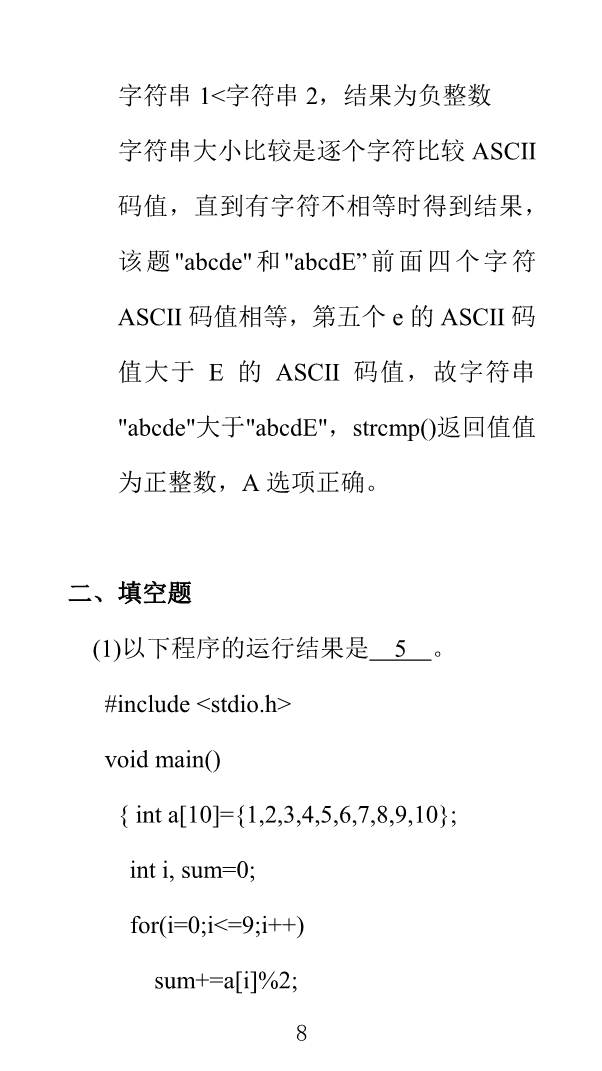 字符串 1<字符串 2，结果为负整数
字符串大小比较是逐个字符比较 ASCII
码值，直到有字符不相等时得到结果，
该题"abcde"和"abcdE”前面四个字符
ASCII 码值相等，第五个 e 的 ASCII 码
值大于 E 的 ASCII 码值，故字符串
"abcde"大于"abcdE"，strcmp()返回值值
为正整数，A 选项正确。
二、填空题
(1)以下程序的运行结果是 5 。
#include <stdio.h>
void main()
{ int a[10]={1,2,3,4,5,6,7,8,9,10};
int i, sum=0;
for(i=0;i<=9;i++)
sum+=a[i]%2;
8